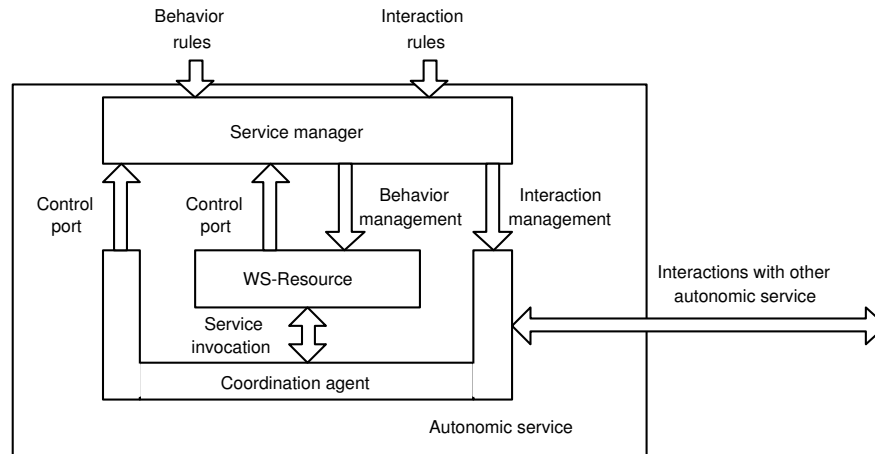 Behavior
rules
Interaction
rules
Service manager
Control
port
Control
port
Behavior
management
Interaction
management
WS-Resource
Interactions with other
autonomic service
Service
invocation
Coordination agent
Autonomic service